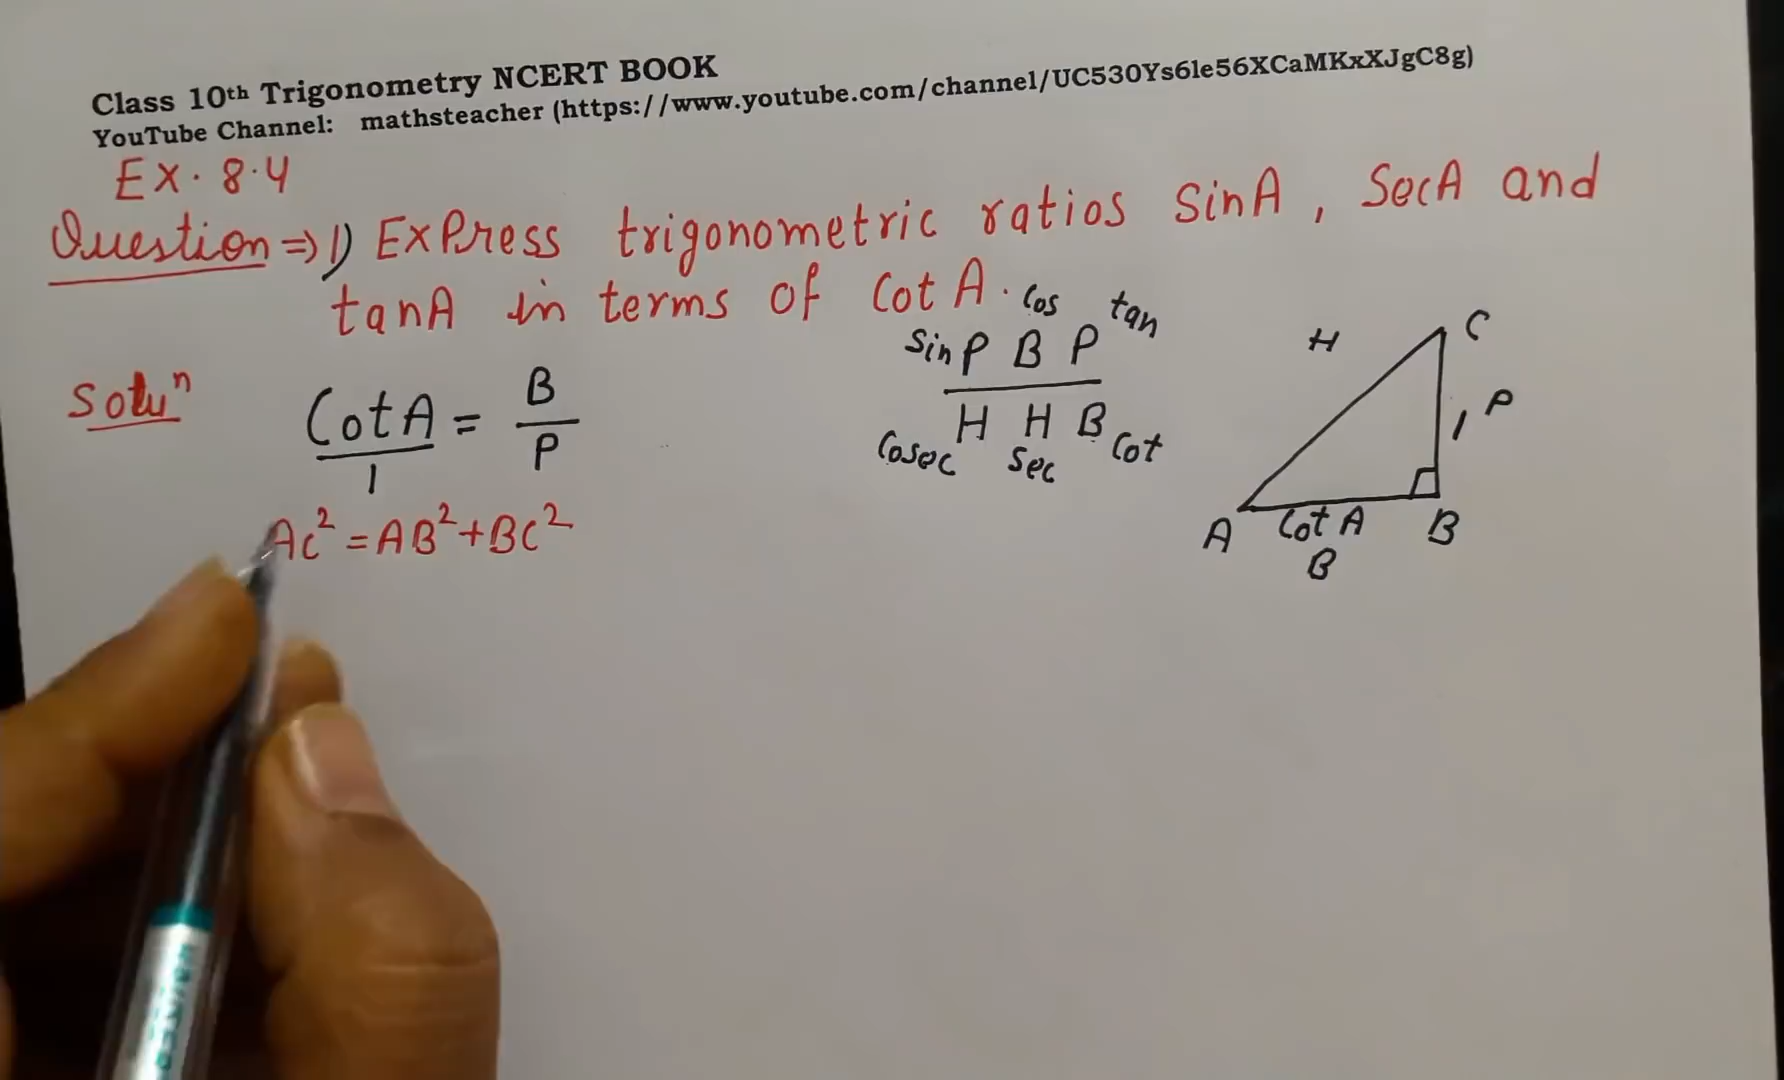 Class 10th Trigonometry NCERT BOOK
YouTube Channel: mathsteacher (https://www.youtube.com/channel/UC530Ys6le56XCaMKxXJgC8g)
Ex. 8.4
Question ⇒ 1) ExPress trigonometric ratios SinA, SecA and
tanA in terms of Cot A.
Cos tan
Sin P B P
H H B
Cosec Sec Cot
Solun
CotA = B
1 P
AC² = AB² + BC²
H
C
1 P
A Cot A B
B